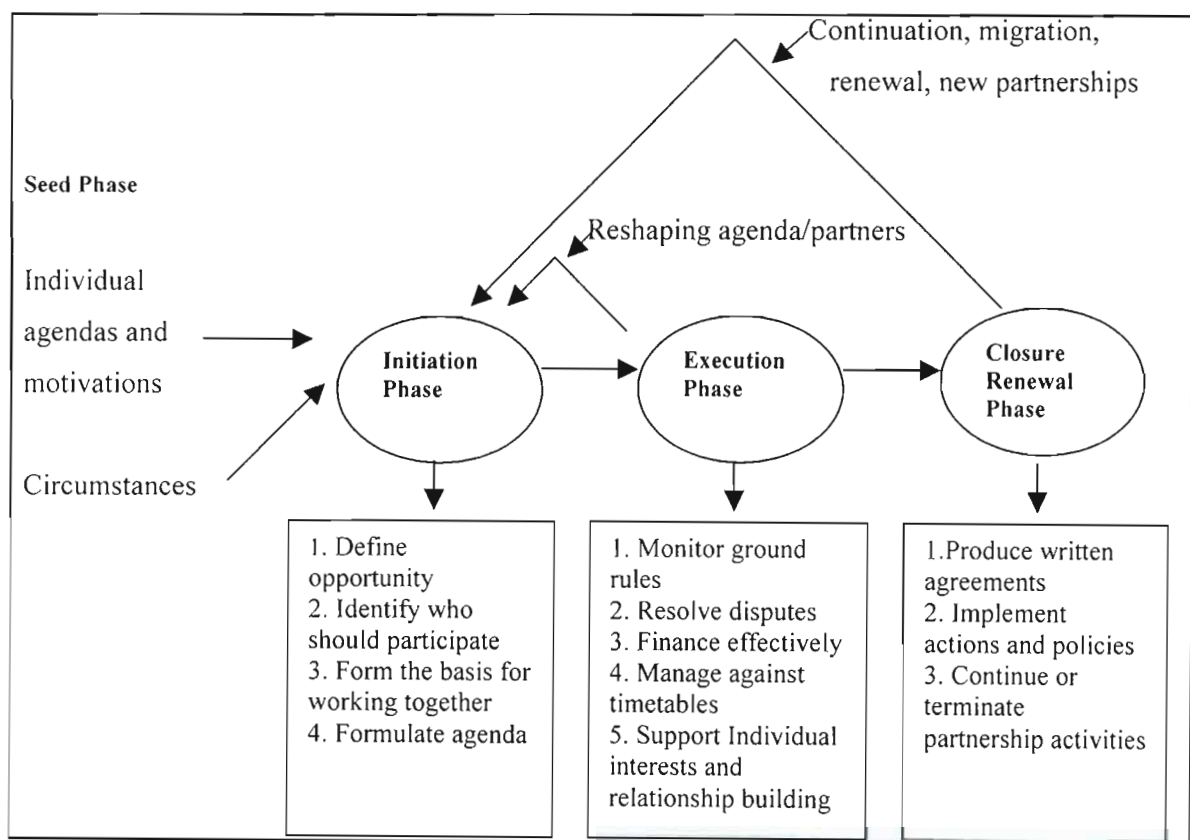 Continuation, migration,
renewal, new partnerships
Seed Phase
Reshaping agenda/partners
Individual
agendas and
motivations
Circumstances
Initiation
Phase
Execution
Phase
Closure
Renewal
Phase
1. Define
opportunity
2. Identify who
should participate
3. Form the basis for
working together
4. Formulate agenda
1. Monitor ground
rules
2. Resolve disputes
3. Finance effectively
4. Manage against
timetables
5. Support Individual
interests and
relationship building
1.Produce written
agreements
2. Implement
actions and policies
3. Continue or
terminate
partnership activities